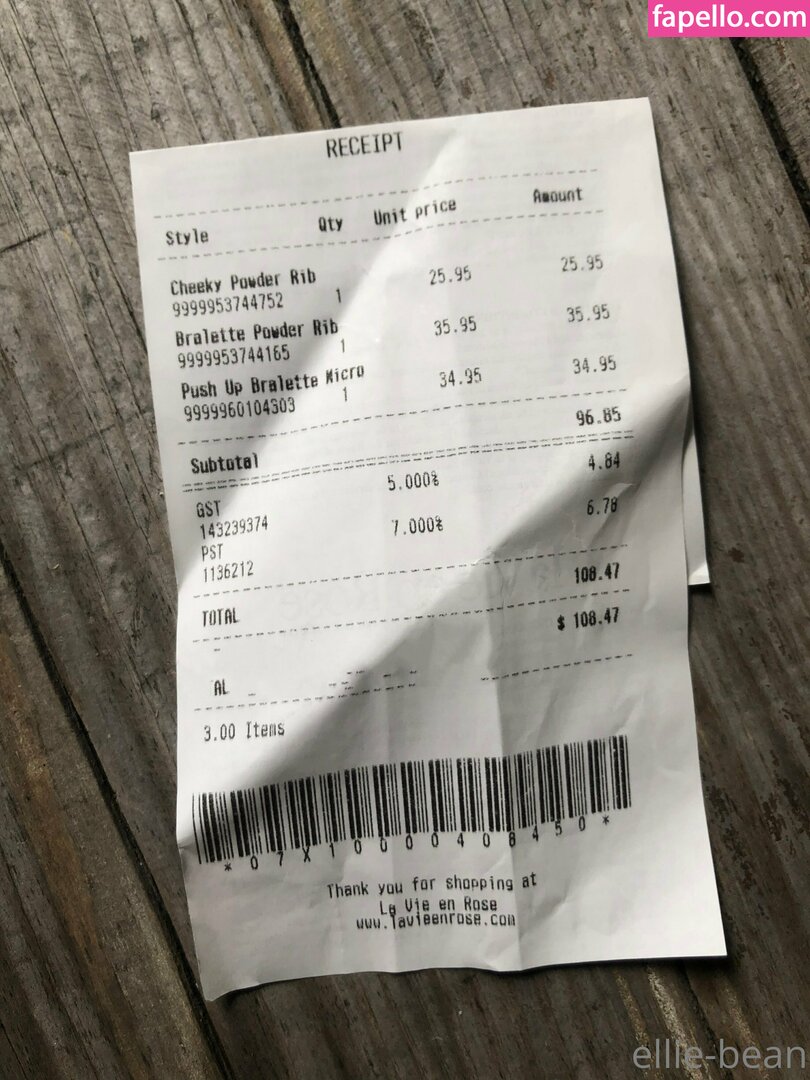 fapello.com
RECEIPT
Style Qty Unit price Amount
Cheeky Powder Rib
9999953744752 1 25.95 25.95
Bralette Powder Rib
9999953744165 1 35.95 35.95
Push Up Bralette Micro
9999960104303 1 34.95 34.95
Subtotal 96.85
GST 5.000% 4.84
143239374
PST 7.000% 6.78
1136212
TOTAL 108.47
$ 108.47
AL
3.00 Items
*07X10000408450*
Thank you for shopping at
La Vie en Rose
www.lavieenrose.com
ellie-bean